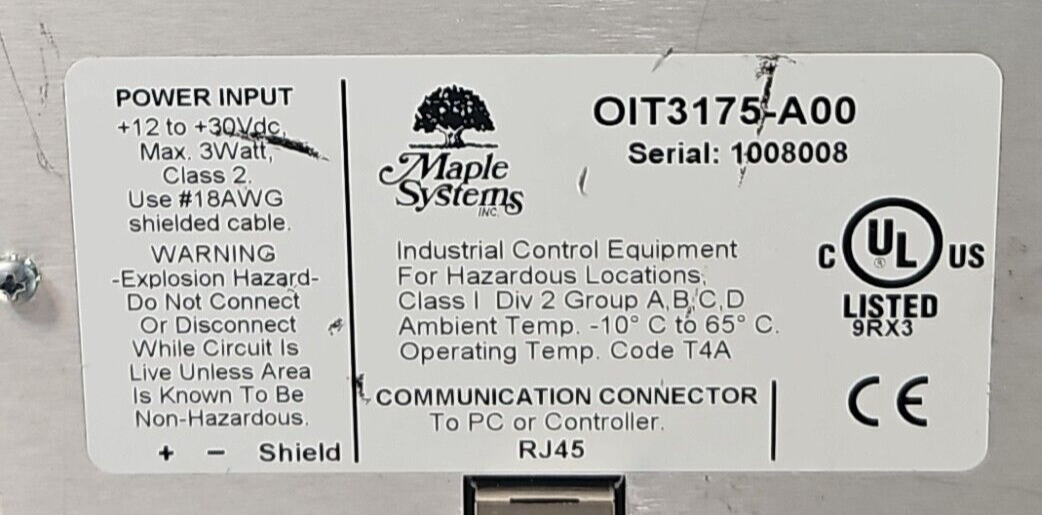 POWER INPUT
+12 to +30Vdc,
Max. 3Watt,
Class 2.
Use #18AWG
shielded cable.
WARNING
-Explosion Hazard-
Do Not Connect
Or Disconnect
While Circuit Is
Live Unless Area
Is Known To Be
Non-Hazardous.
+ − Shield
Maple
Systems
INC.
OIT3175-A00
Serial: 1008008
Industrial Control Equipment
For Hazardous Locations,
Class I Div 2 Group A,B,C,D
Ambient Temp. -10° C to 65° C.
Operating Temp. Code T4A
C UL ® US
LISTED
9RX3
CE
COMMUNICATION CONNECTOR
To PC or Controller.
RJ45